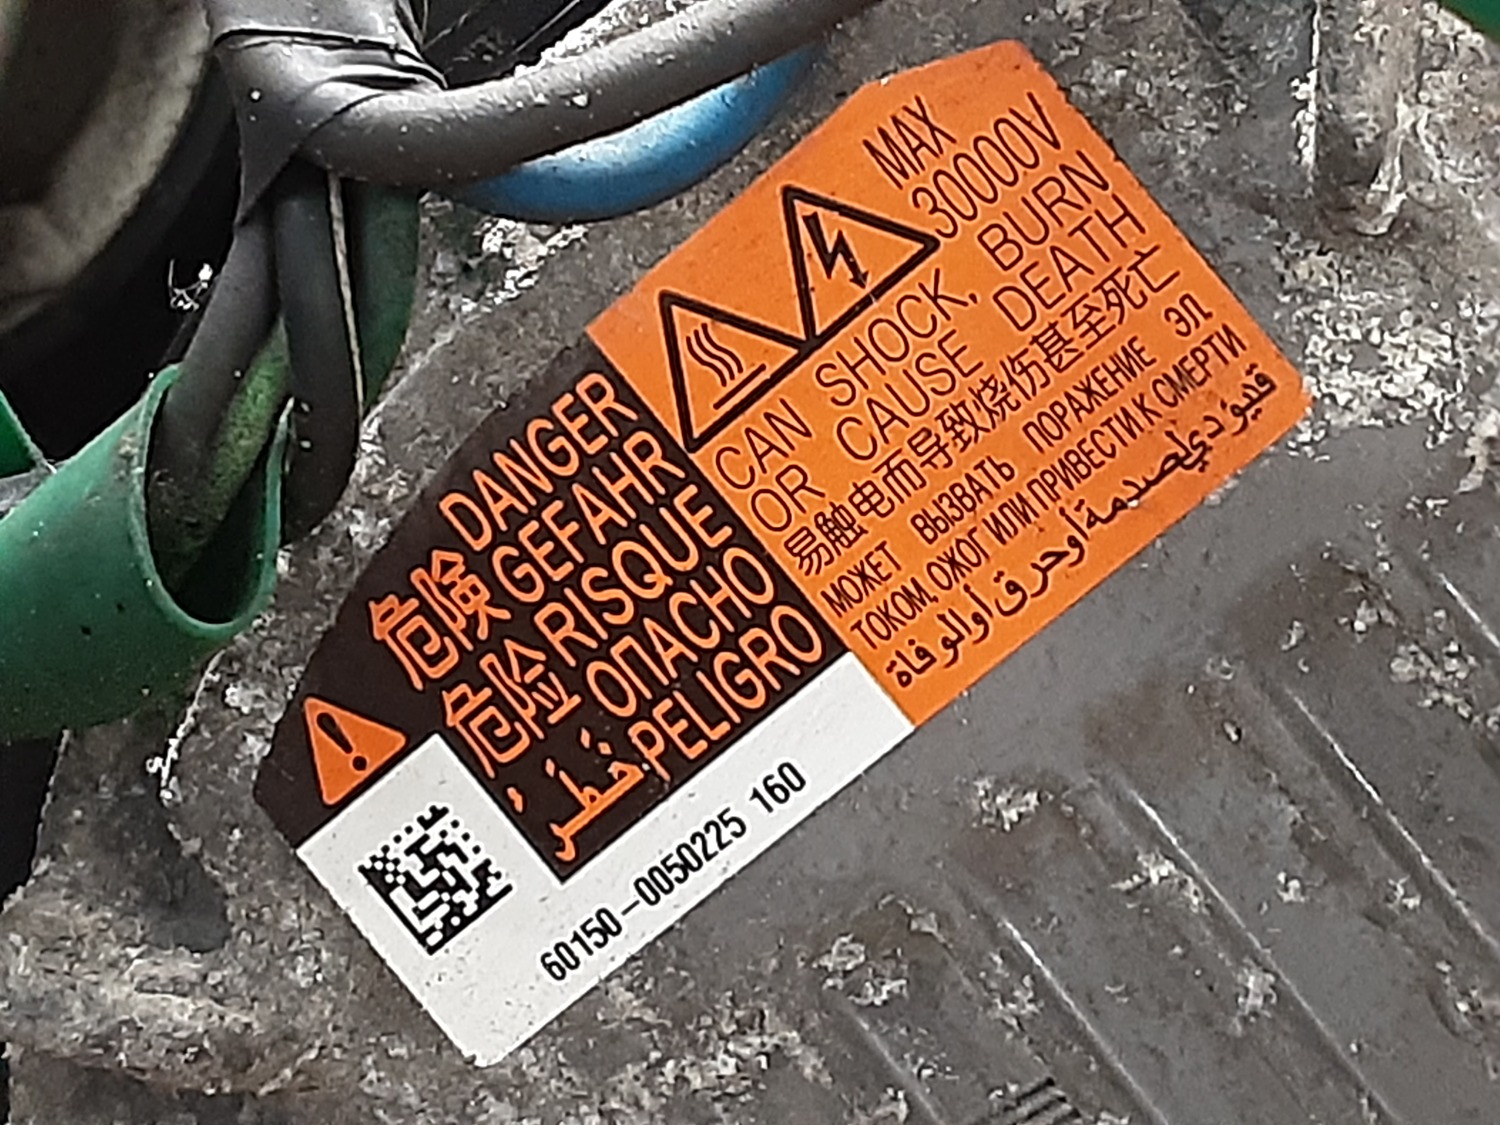 DANGER
危険 GEFAHR
危险 RISQUE
ОПАСНО
خطر PELIGRO
MAX
30000V
CAN SHOCK, BURN
OR CAUSE DEATH
易触电而导致烧伤甚至死亡
МОЖЕТ ВЫЗВАТЬ ПОРАЖЕНИЕ ЭЛ
ТОКОМ, ОЖОГ ИЛИ ПРИВЕСТИ К СМЕРТИ
قد يؤدي لصدمة أو حرق أو الوفاة
60150-0050225 160